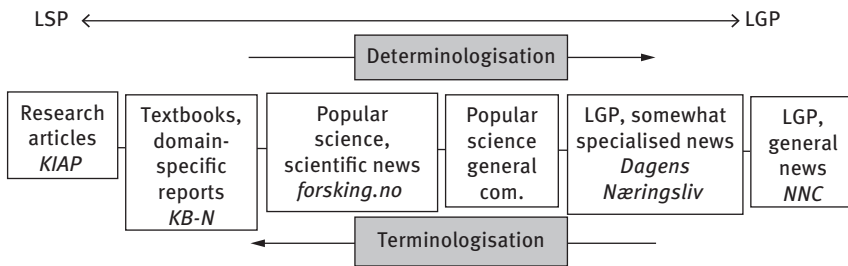 LSP
LGP
Determinologisation
Research
articles
KIAP
Textbooks,
domain-
specific
reports
KB-N
Popular
science,
scientific news
forsking.no
Popular
science
general
com.
LGP, somewhat
specialised news
Dagens
Næringsliv
LGP,
general
news
NNC
Terminologisation